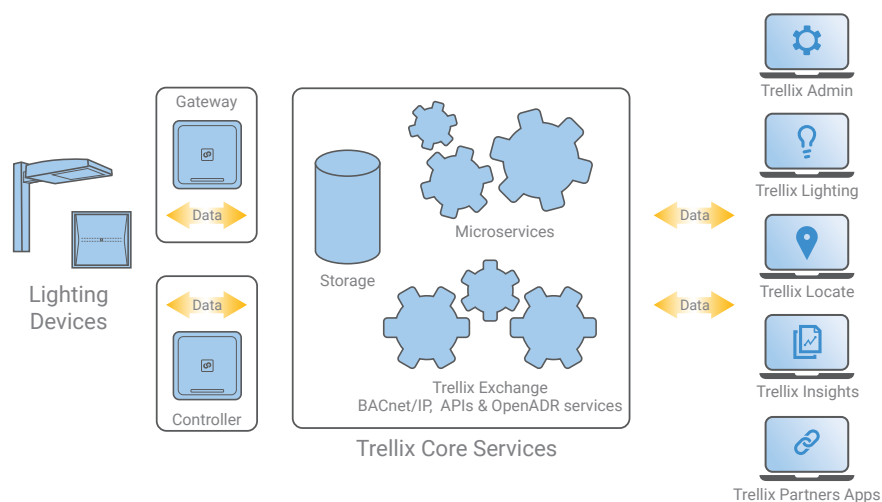 Lighting
Devices
Gateway
Data
Data
Controller
Storage
Microservices
Trellix Exchange
BACnet/IP, APIs & OpenADR services
Trellix Core Services
Data
Data
Trellix Admin
Trellix Lighting
Trellix Locate
Trellix Insights
Trellix Partners Apps